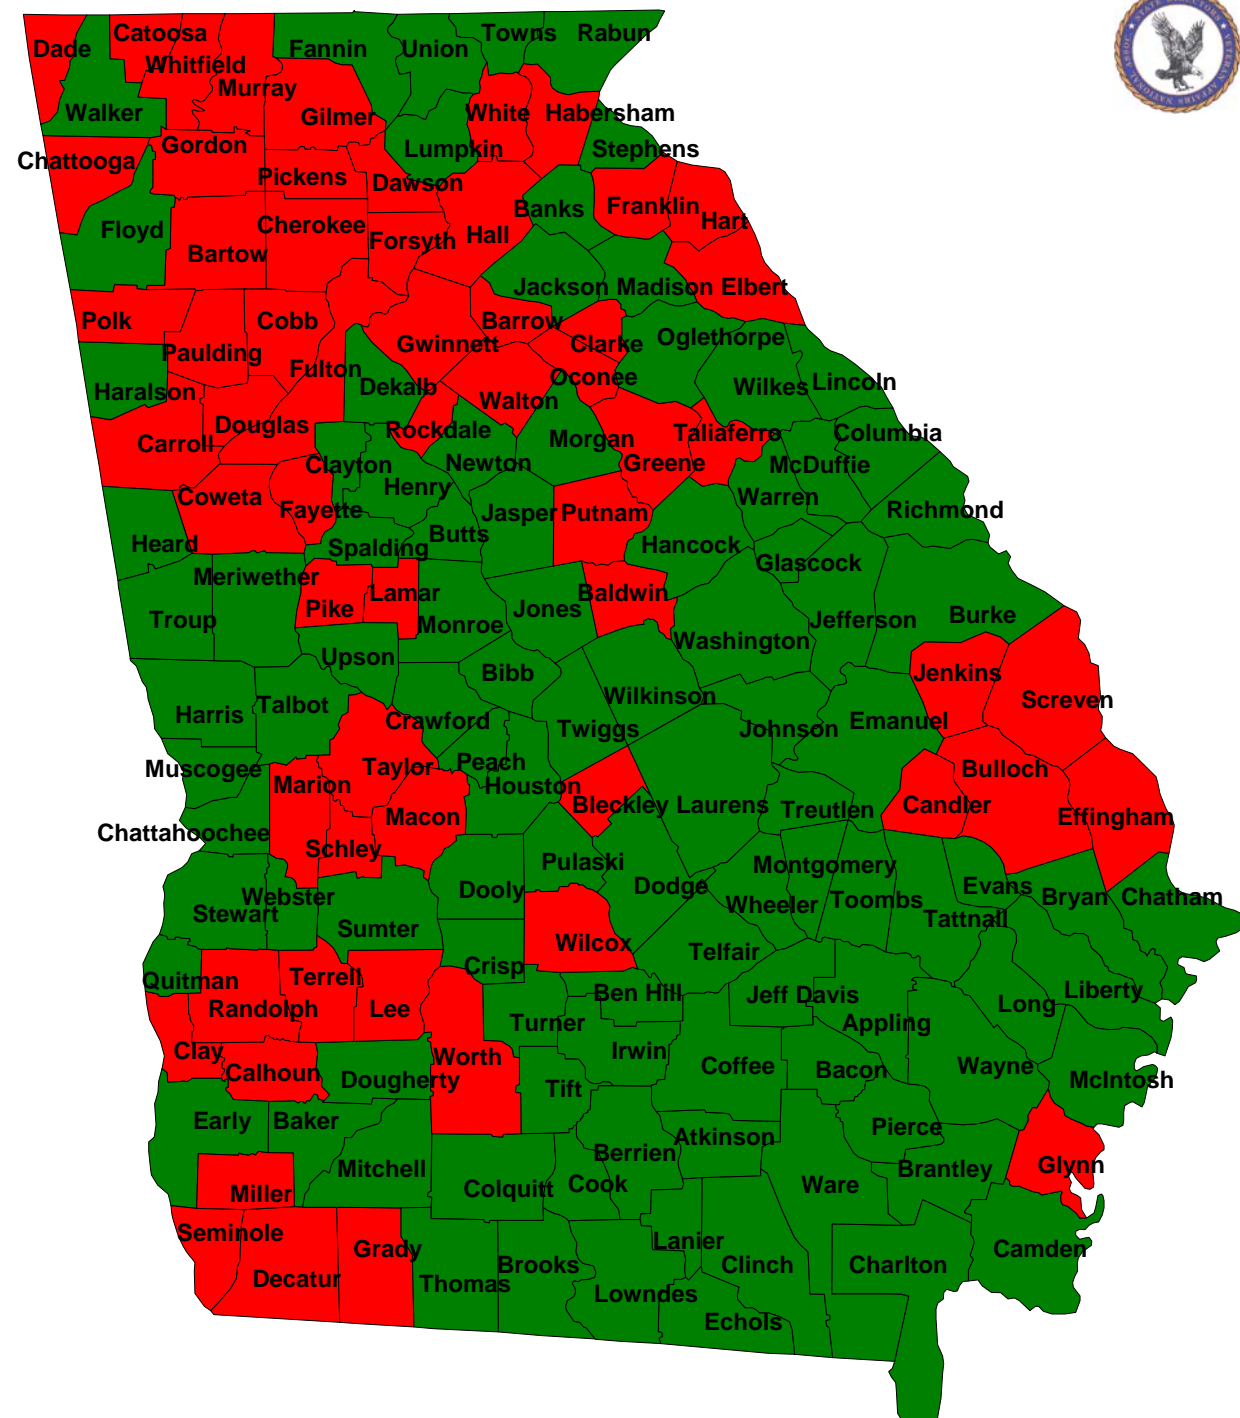 STATE DIRECTORS
VETERAN AFFAIRS NATIONAL ASSOC.
Dade
Catoosa
Whitfield
Murray
Fannin
Union
Towns
Rabun
Walker
Gilmer
White
Habersham
Chattooga
Gordon
Lumpkin
Stephens
Pickens
Dawson
Floyd
Bartow
Cherokee
Forsyth
Hall
Banks
Franklin
Hart
Jackson
Madison
Elbert
Polk
Paulding
Cobb
Fulton
Gwinnett
Barrow
Clarke
Oglethorpe
Haralson
Dekalb
Oconee
Wilkes
Lincoln
Walton
Carroll
Douglas
Rockdale
Morgan
Taliaferro
Columbia
Clayton
Newton
Greene
McDuffie
Coweta
Fayette
Henry
Jasper
Putnam
Warren
Richmond
Heard
Spalding
Butts
Hancock
Glascock
Meriwether
Pike
Lamar
Baldwin
Troup
Monroe
Jones
Washington
Jefferson
Burke
Upson
Bibb
Jenkins
Screven
Harris
Talbot
Crawford
Wilkinson
Twiggs
Johnson
Emanuel
Muscogee
Marion
Taylor
Peach
Houston
Bleckley
Laurens
Treutlen
Candler
Bulloch
Effingham
Chattahoochee
Schley
Macon
Pulaski
Montgomery
Webster
Stewart
Sumter
Dooly
Dodge
Wheeler
Toombs
Tattnall
Evans
Bryan
Chatham
Quitman
Randolph
Terrell
Lee
Crisp
Wilcox
Telfair
Ben Hill
Jeff Davis
Appling
Long
Liberty
Clay
Calhoun
Dougherty
Worth
Turner
Irwin
Coffee
Bacon
Wayne
McIntosh
Early
Baker
Tift
Mitchell
Berrien
Atkinson
Pierce
Miller
Colquitt
Cook
Ware
Brantley
Glynn
Seminole
Decatur
Grady
Thomas
Brooks
Lanier
Clinch
Charlton
Camden
Lowndes
Echols